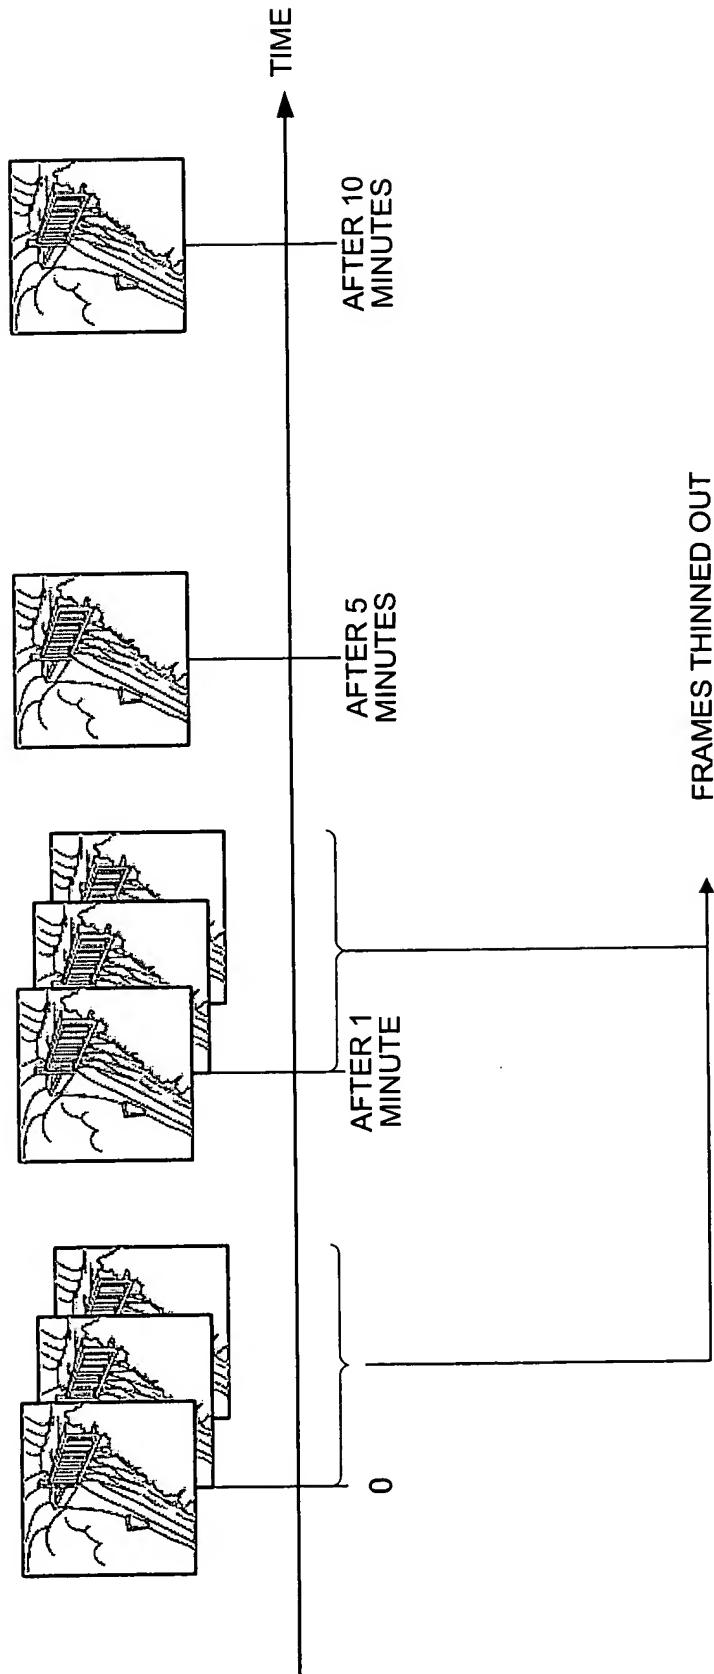 TIME
0
AFTER 1
MINUTE
AFTER 5
MINUTES
AFTER 10
MINUTES
FRAMES THINNED OUT